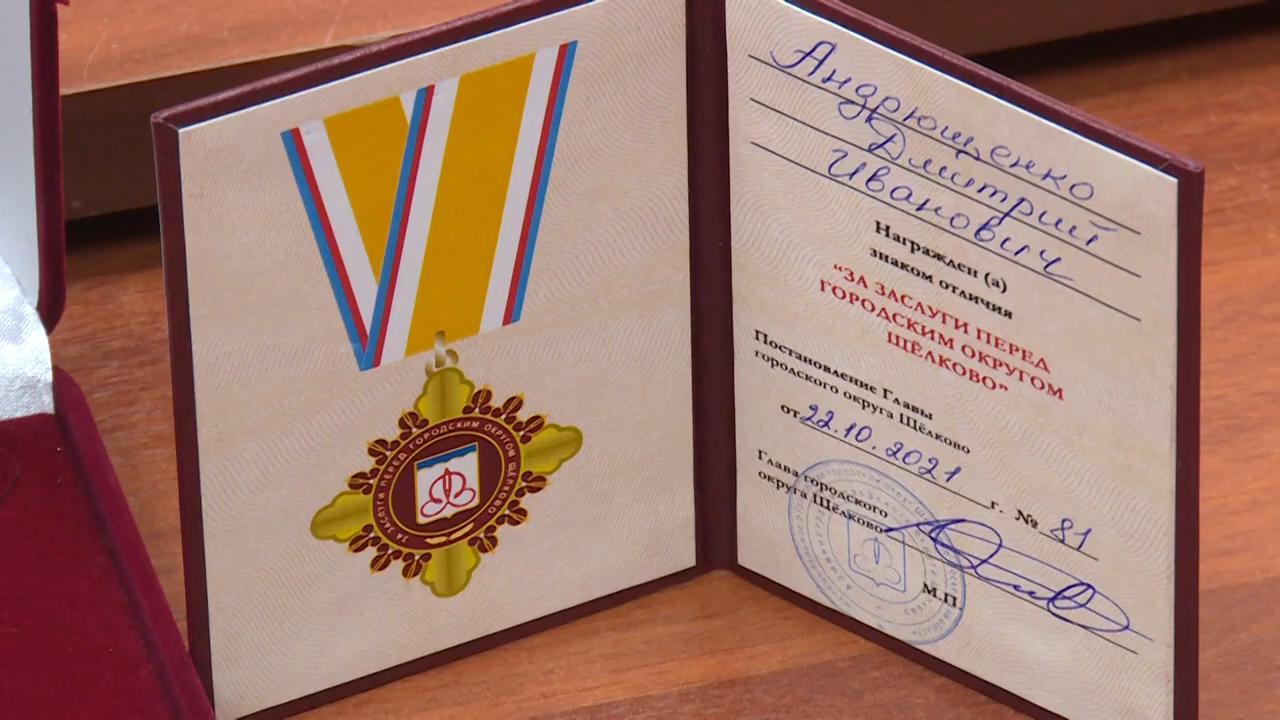 ЗА ЗАСЛУГИ ПЕРЕД ГОРОДСКИМ ОКРУГОМ ЩЁЛКОВО
Андрющенко
Дмитрий
Иванович
Награжден (а)
знаком отличия
“ЗА ЗАСЛУГИ ПЕРЕД
ГОРОДСКИМ ОКРУГОМ
ЩЁЛКОВО”
Постановление Главы
городского округа Щёлково
от 22.10.2021 г. № 81
Глава городского
округа Щёлково
М.П.